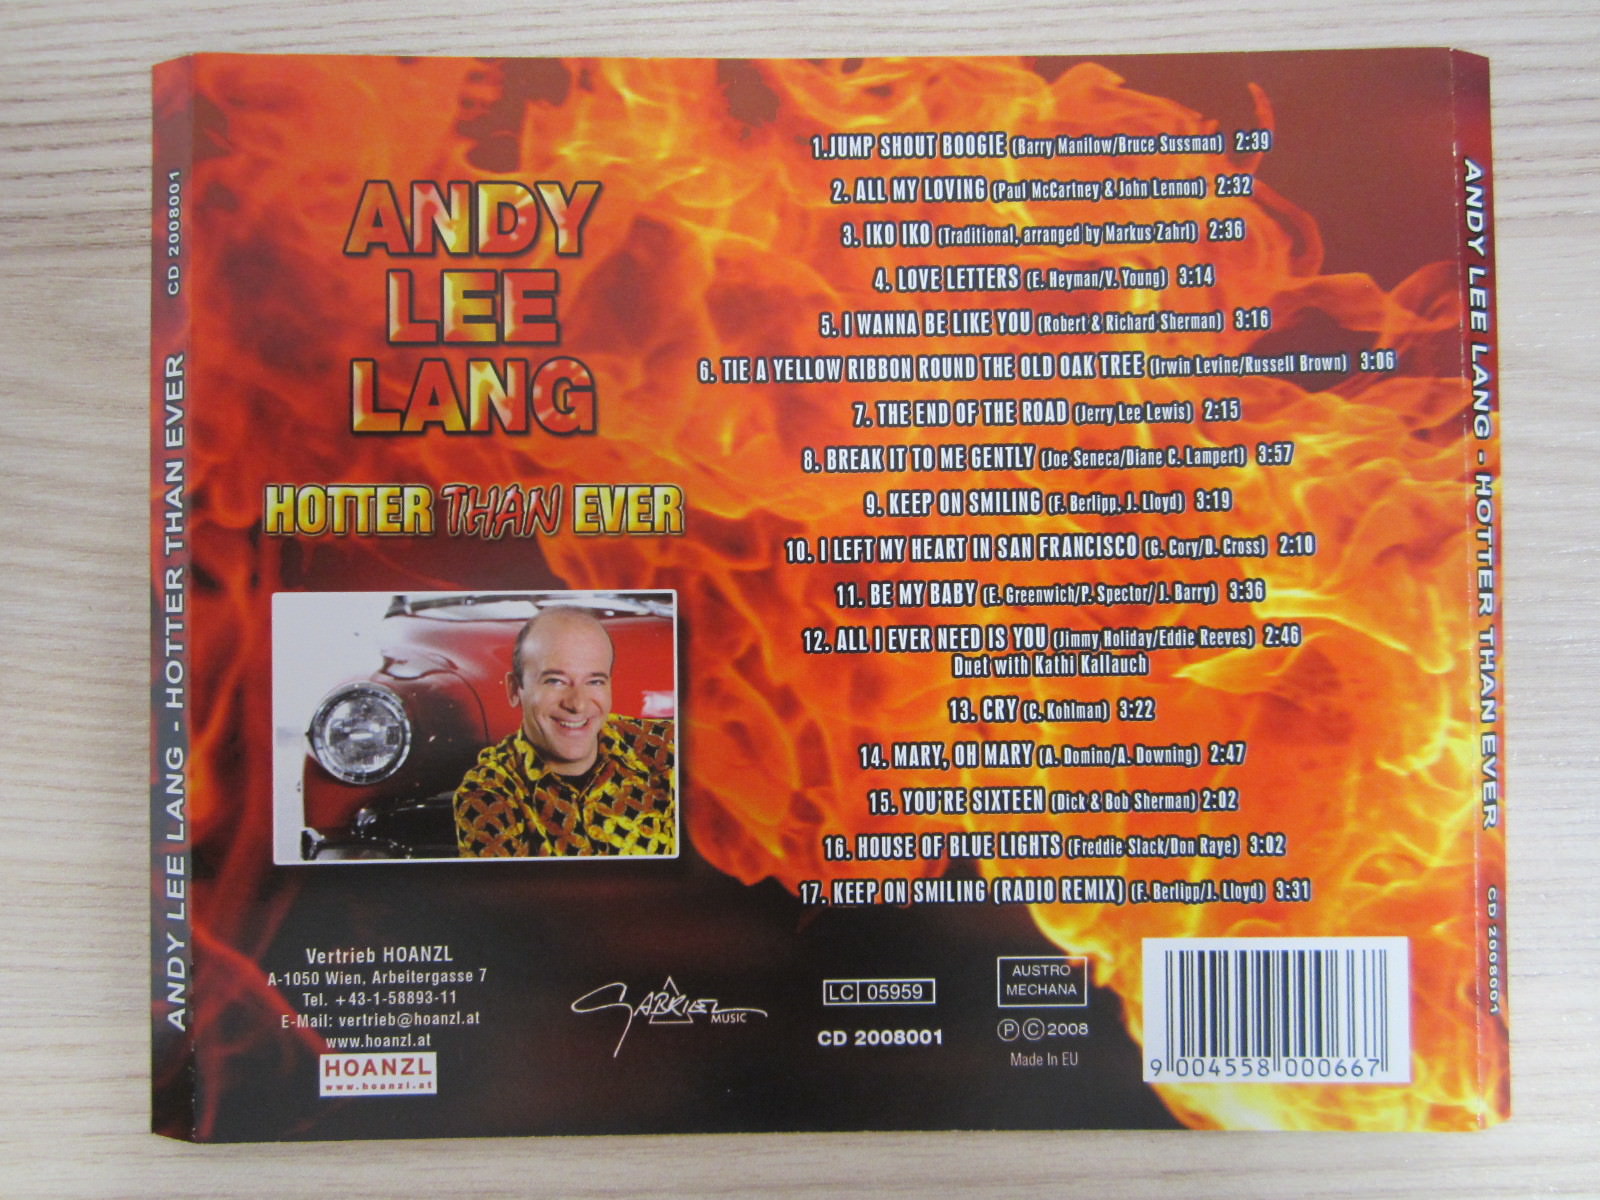 ANDY LEE LANG - HOTTER THAN EVER CD 2008001
ANDY
LEE
LANG
HOTTER THAN EVER
1.JUMP SHOUT BOOGIE (Barry Manilow/Bruce Sussman) 2:39
2. ALL MY LOVING (Paul McCartney & John Lennon) 2:32
3. IKO IKO (Traditional, arranged by Markus Zahrl) 2:36
4. LOVE LETTERS (E. Heyman/V. Young) 3:14
5. I WANNA BE LIKE YOU (Robert & Richard Sherman) 3:16
6. TIE A YELLOW RIBBON ROUND THE OLD OAK TREE (Irwin Levine/Russell Brown) 3:06
7. THE END OF THE ROAD (Jerry Lee Lewis) 2:15
8. BREAK IT TO ME GENTLY (Joe Seneca/Diane C. Lampert) 3:57
9. KEEP ON SMILING (F. Berlipp, J. Lloyd) 3:19
10. I LEFT MY HEART IN SAN FRANCISCO (G. Cory/D. Cross) 2:10
11. BE MY BABY (E. Greenwich/P. Spector/ J. Barry) 3:36
12. ALL I EVER NEED IS YOU (Jimmy Holiday/Eddie Reeves) 2:46
Duet with Kathi Kallauch
13. CRY (C. Kohlman) 3:22
14. MARY, OH MARY (A. Domino/A. Downing) 2:47
15. YOU'RE SIXTEEN (Dick & Bob Sherman) 2:02
16. HOUSE OF BLUE LIGHTS (Freddie Slack/Don Raye) 3:02
17. KEEP ON SMILING (RADIO REMIX) (F. Berlipp/J. Lloyd) 3:31
Vertrieb HOANZL
A-1050 Wien, Arbeitergasse 7
Tel. +43-1-58893-11
E-Mail: vertrieb@hoanzl.at
www.hoanzl.at
HOANZL
www.hoanzl.at
GABRIEL
MUSIC
LC 05959
CD 2008001
AUSTRO
MECHANA
Ⓟ©2008
Made In EU
9 004558 000667
ANDY LEE LANG - HOTTER THAN EVER CD 2008001